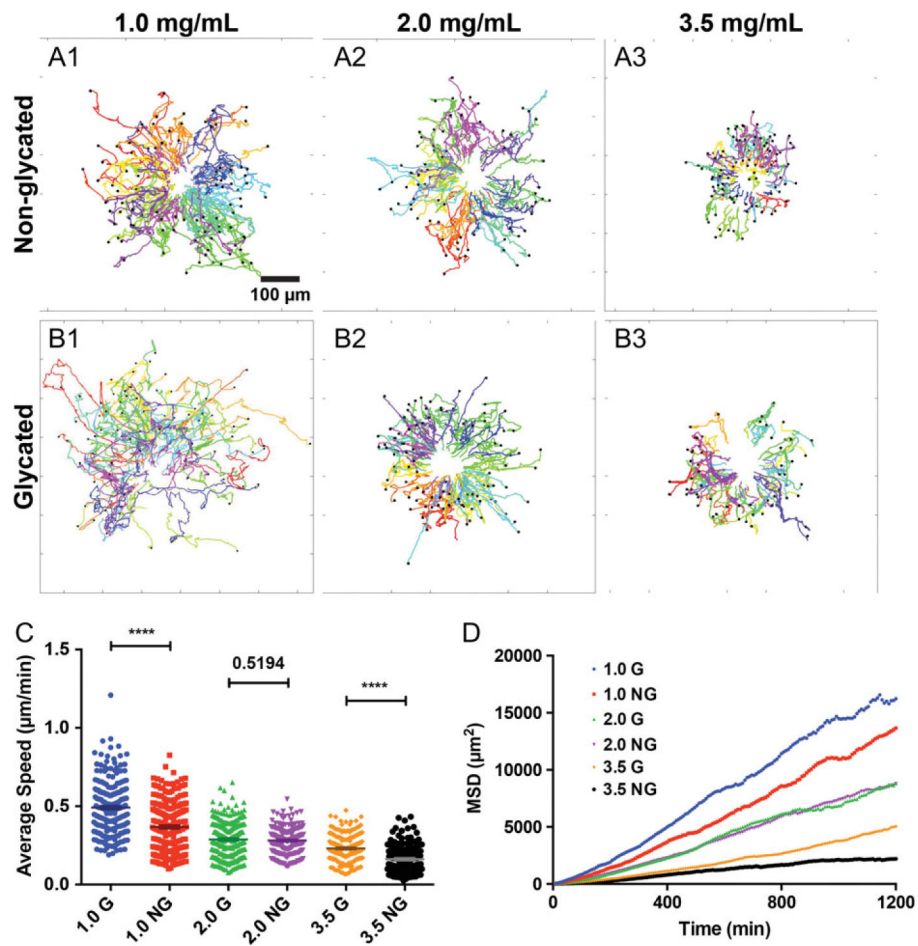 1.0 mg/mL 2.0 mg/mL 3.5 mg/mL
Non-glycated
A1 A2 A3
100 µm
Glycated
B1 B2 B3
C
Average Speed (µm/min)
1.5
1.0
0.5
0.0
**** 0.5194 ****
1.0 G 1.0 NG 2.0 G 2.0 NG 3.5 G 3.5 NG
D
MSD (µm²)
20000
15000
10000
5000
0
1.0 G
1.0 NG
2.0 G
2.0 NG
3.5 G
3.5 NG
0 400 800 1200
Time (min)